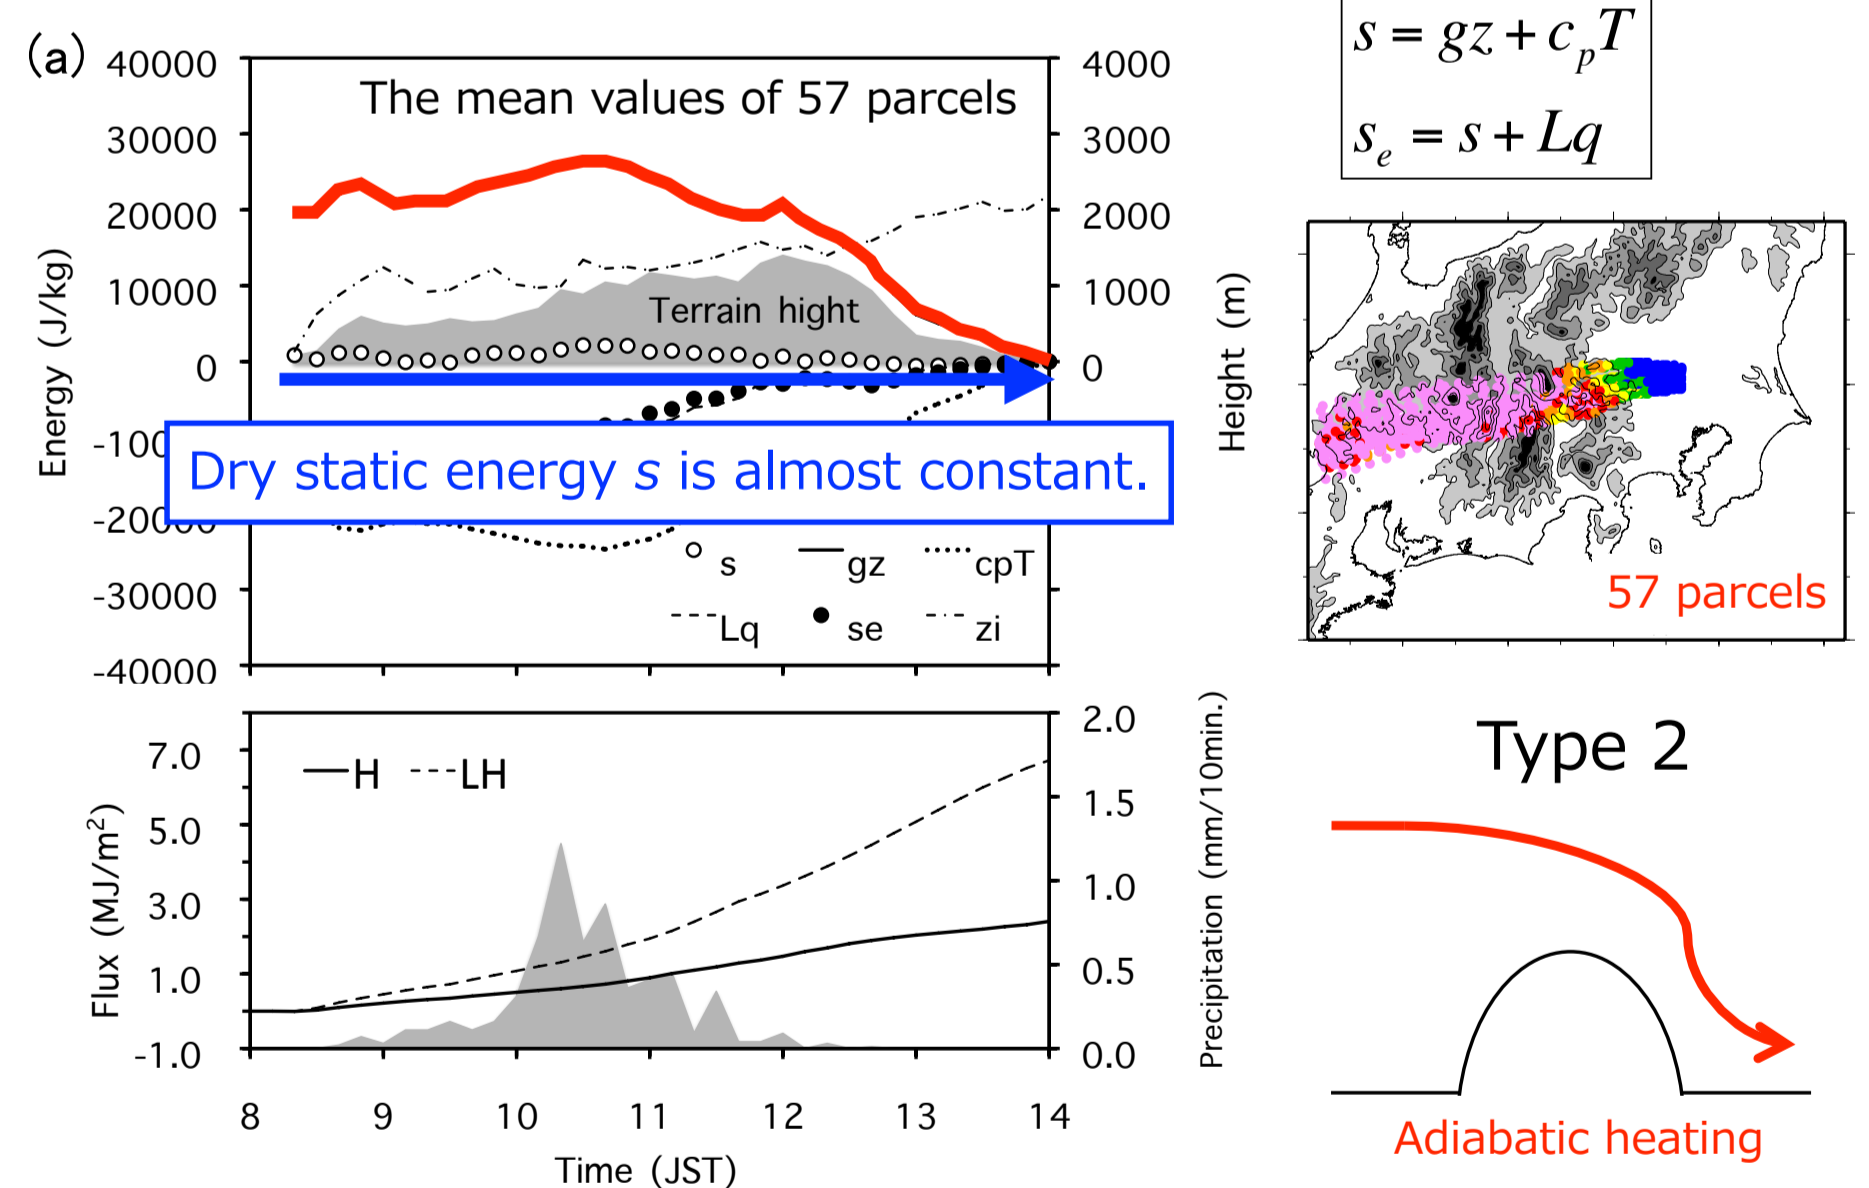 (a)
40000
30000
20000
10000
0
-100
-20000
-30000
-40000
Energy (J/kg)
The mean values of 57 parcels
Terrain hight
4000
3000
2000
1000
0
Height (m)
Dry static energy s is almost constant.
s gz cpT
Lq se zi
s = gz + c_pT
s_e = s + Lq
57 parcels
7.0
5.0
3.0
1.0
-1.0
Flux (MJ/m²)
H LH
2.0
1.5
1.0
0.5
0.0
Precipitation (mm/10min.)
8 9 10 11 12 13 14
Time (JST)
Type 2
Adiabatic heating